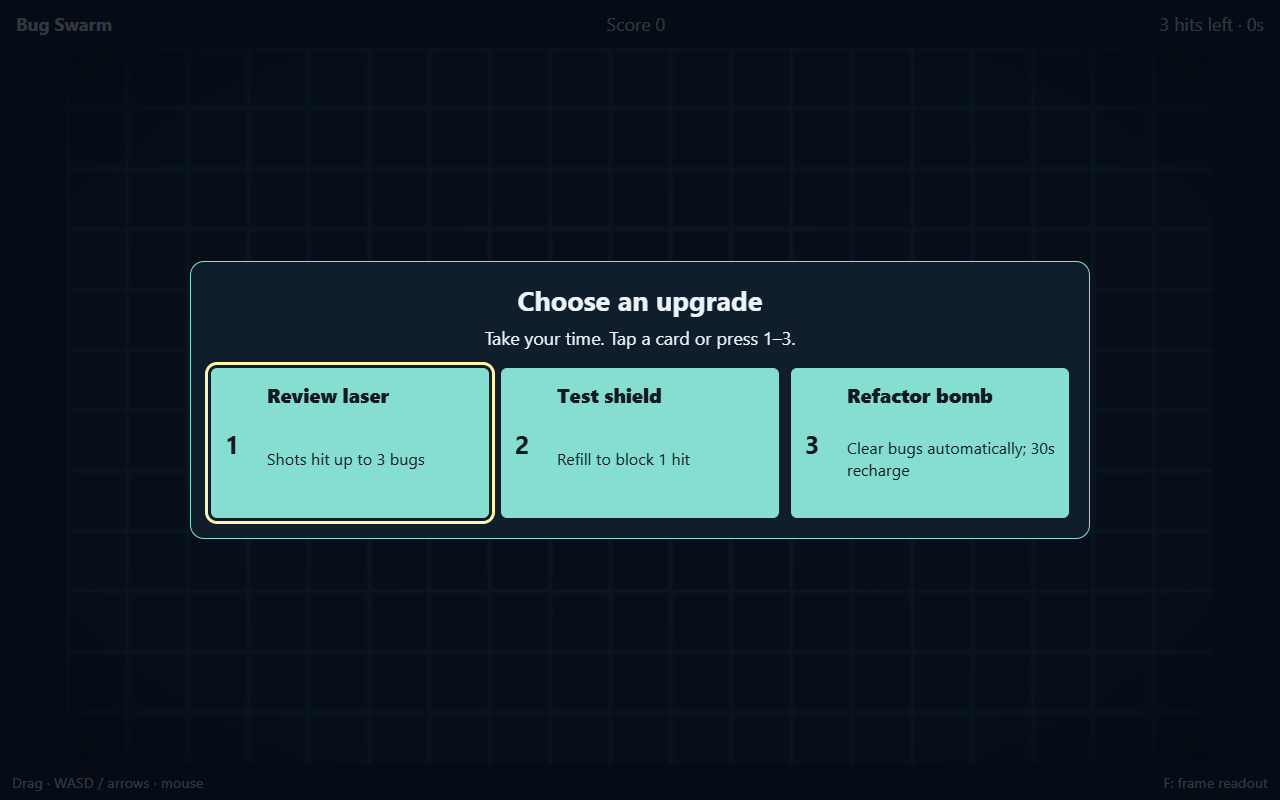 Bug Swarm
Score 0
3 hits left · 0s
Choose an upgrade
Take your time. Tap a card or press 1–3.
1
Review laser
Shots hit up to 3 bugs
2
Test shield
Refill to block 1 hit
3
Refactor bomb
Clear bugs automatically; 30s
recharge
Drag · WASD / arrows · mouse
F: frame readout